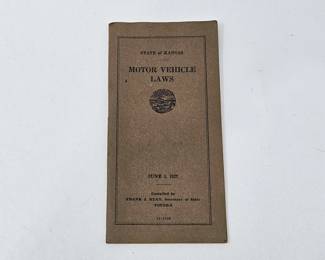 STATE of KANSAS
MOTOR VEHICLE
LAWS
JUNE 1, 1927
Compiled by
FRANK J. RYAN, Secretary of State
TOPEKA